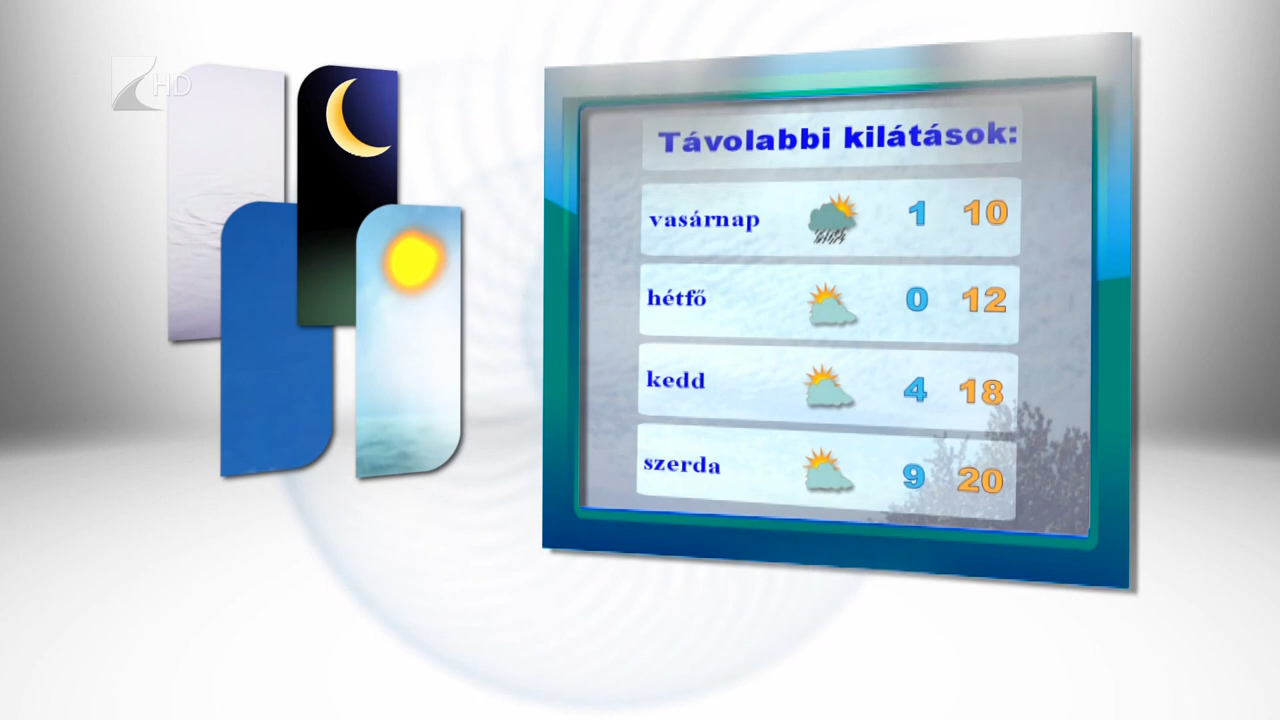 HD
Távolabbi kilátások:
vasárnap 1 10
hétfő 0 12
kedd 4 18
szerda 9 20